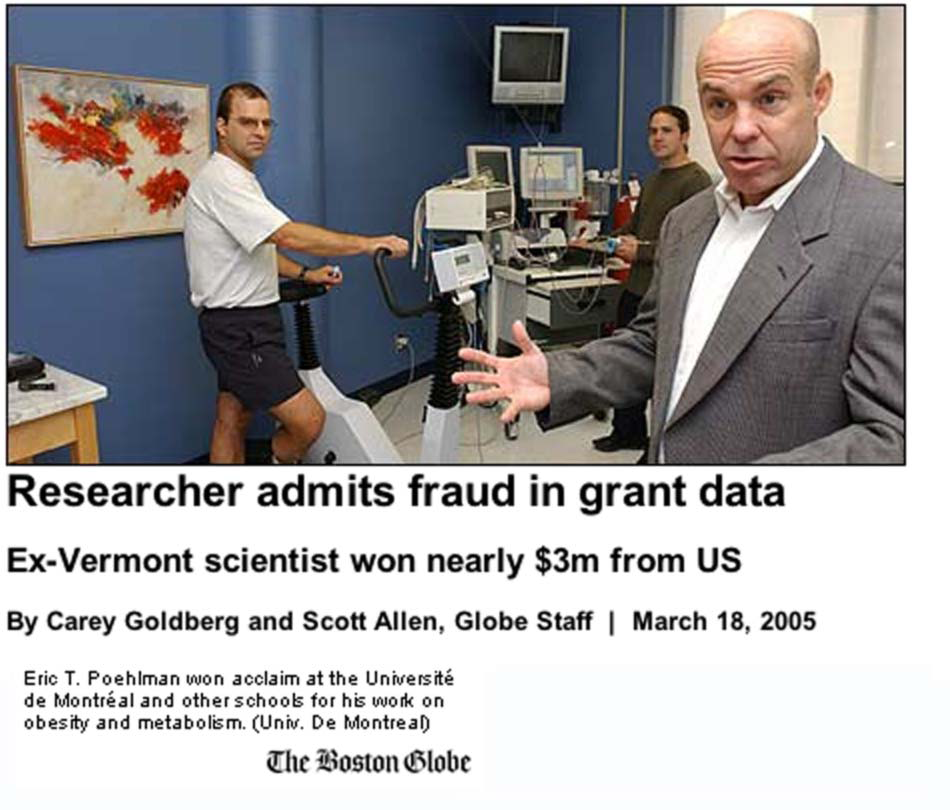 Researcher admits fraud in grant data
Ex-Vermont scientist won nearly $3m from US
By Carey Goldberg and Scott Allen, Globe Staff | March 18, 2005
Eric T. Poehlman won acclaim at the Université
de Montréal and other schools for his work on
obesity and metabolism. (Univ. De Montreal)
The Boston Globe